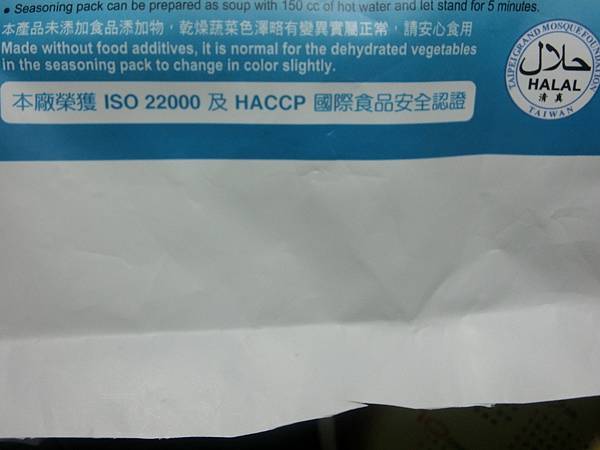 • Seasoning pack can be prepared as soup with 150 cc of hot water and let stand for 5 minutes.
本產品未添加食品添加物，乾燥蔬菜色澤略有變異實屬正常，請安心食用
Made without food additives, it is normal for the dehydrated vegetables
in the seasoning pack to change in color slightly.
本廠榮獲 ISO 22000 及 HACCP 國際食品安全認證
TAIPEI GRAND MOSQUE FOUNDATION
حلال
HALAL
清真
TAIWAN